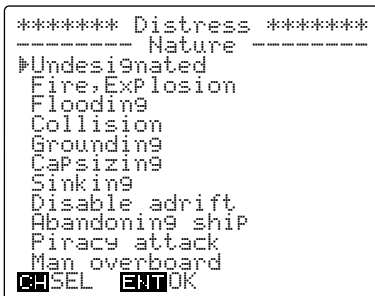 ******* Distress *******
-------- Nature --------
Undesignated
Fire,Explosion
Flooding
Collision
Grounding
Capsizing
Sinking
Disable adrift
Abandoning ship
Piracy attack
Man overboard
CH SEL ENT OK